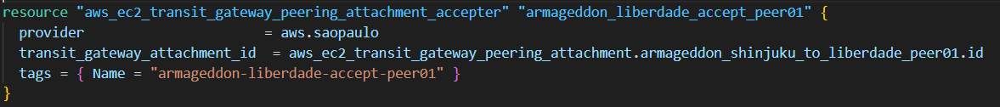 resource "aws_ec2_transit_gateway_peering_attachment_accepter" "armageddon_liberdade_accept_peer01" {
  provider                      = aws.saopaulo
  transit_gateway_attachment_id  = aws_ec2_transit_gateway_peering_attachment.armageddon_shinjuku_to_liberdade_peer01.id
  tags = { Name = "armageddon-liberdade-accept-peer01" }
}